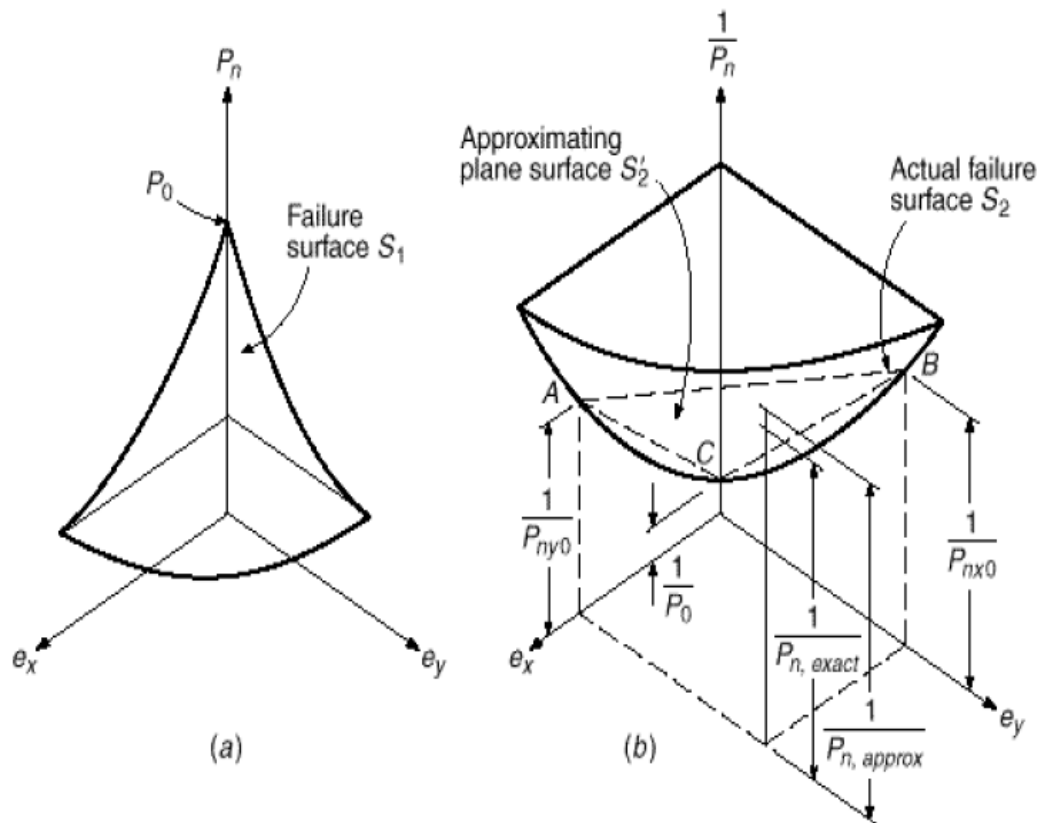 P_n
P_0
Failure
surface S_1
e_x
e_y
(a)
1
P_n
Approximating
plane surface S'_2
Actual failure
surface S_2
A
B
C
1
P_ny0
1
P_0
1
P_nx0
1
P_n, exact
1
P_n, approx
e_x
e_y
(b)